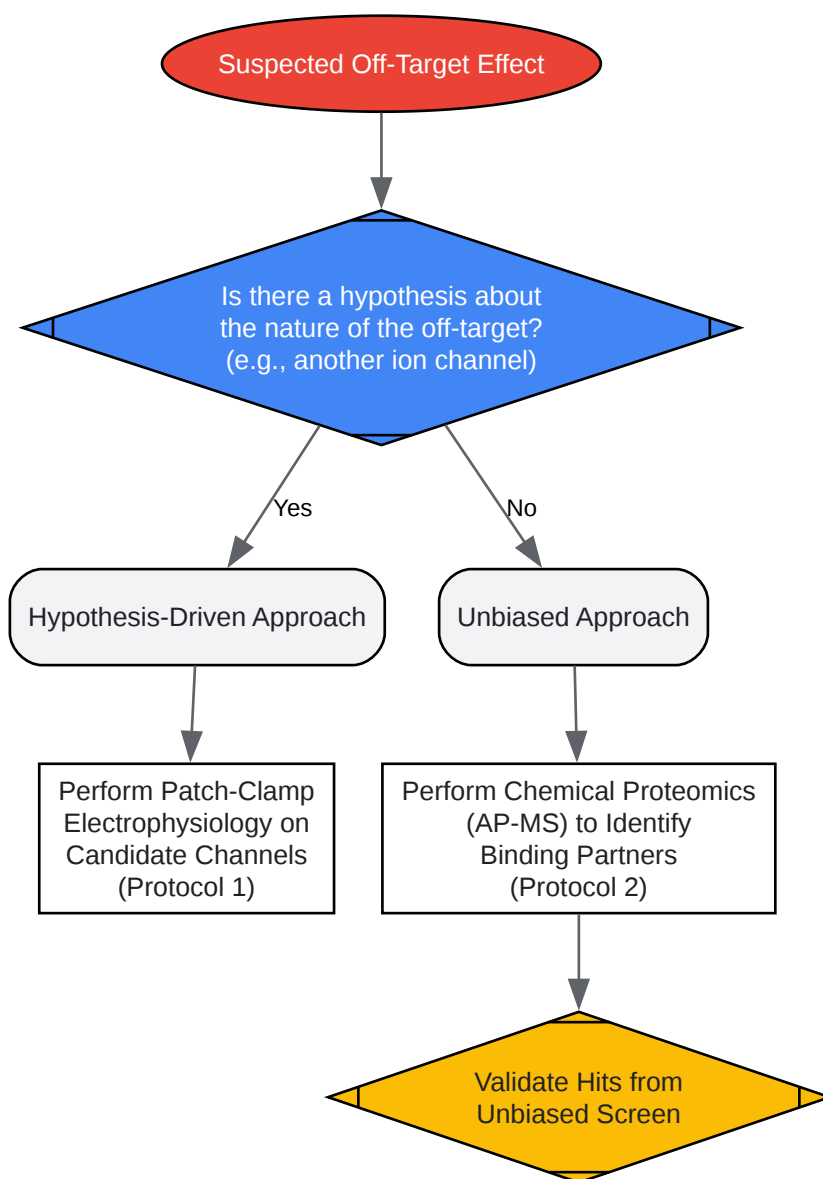 Suspected Off-Target Effect
Is there a hypothesis about
the nature of the off-target?
(e.g., another ion channel)
Yes
No
Hypothesis-Driven Approach
Unbiased Approach
Perform Patch-Clamp
Electrophysiology on
Candidate Channels
(Protocol 1)
Perform Chemical Proteomics
(AP-MS) to Identify
Binding Partners
(Protocol 2)
Validate Hits from
Unbiased Screen